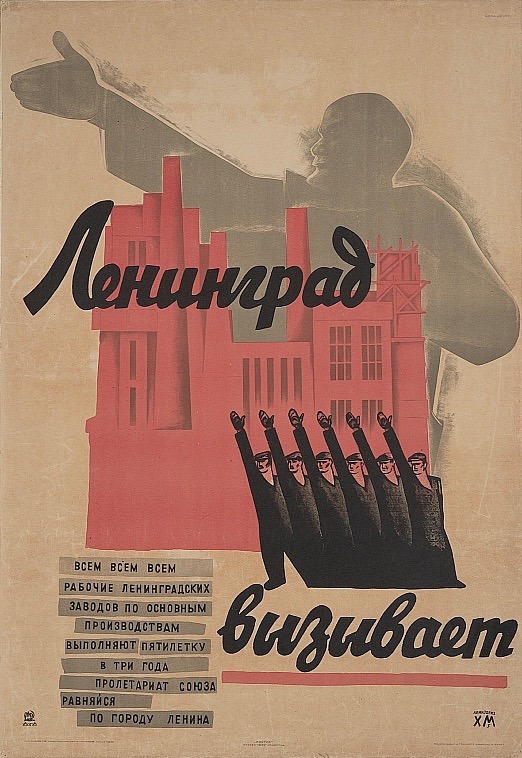 Ленинград
вызывает
ВСЕМ ВСЕМ ВСЕМ
РАБОЧИЕ ЛЕНИНГРАДСКИХ
ЗАВОДОВ ПО ОСНОВНЫМ
ПРОИЗВОДСТВАМ
ВЫПОЛНЯЮТ ПЯТИЛЕТКУ
В ТРИ ГОДА
ПРОЛЕТАРИАТ СОЮЗА
РАВНЯЙСЯ
ПО ГОРОДУ ЛЕНИНА
ХМ